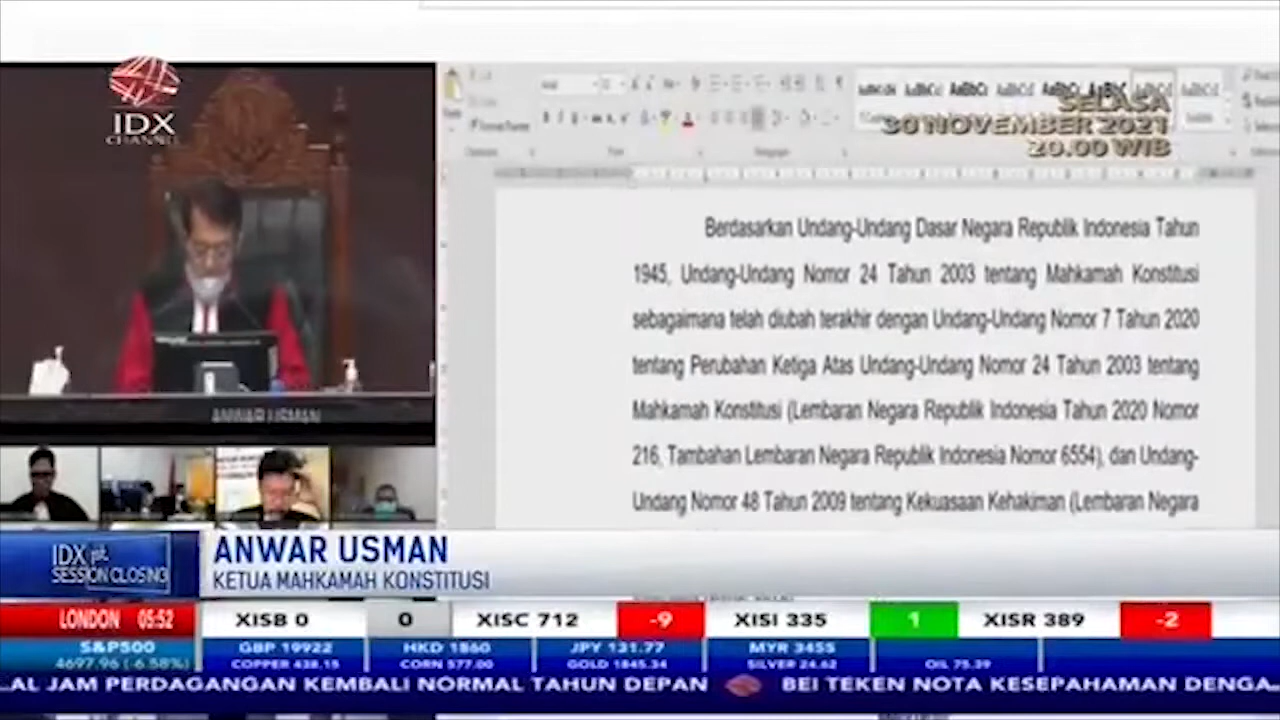 IDX
CHANNEL
SELASA
30 NOVEMBER 2021
20.00 WIB
Berdasarkan Undang-Undang Dasar Negara Republik Indonesia Tahun
1945, Undang-Undang Nomor 24 Tahun 2003 tentang Mahkamah Konstitusi
sebagaimana telah diubah terakhir dengan Undang-Undang Nomor 7 Tahun 2020
tentang Perubahan Ketiga Atas Undang-Undang Nomor 24 Tahun 2003 tentang
Mahkamah Konstitusi (Lembaran Negara Republik Indonesia Tahun 2020 Nomor
216, Tambahan Lembaran Negara Republik Indonesia Nomor 6554), dan Undang-
Undang Nomor 48 Tahun 2009 tentang Kekuasaan Kehakiman (Lembaran Negara
ANWAR USMAN
IDX 1st
SESSION CLOSING
ANWAR USMAN
KETUA MAHKAMAH KONSTITUSI
LONDON 05:52 XISB 0 0 XISC 712 -9 XISI 335 1 XISR 389 -2
S&P500 GBP 19922 HKD 1860 JPY 131.77 MYR 3455
4697.96 (-6.58%) COPPER 438.15 CORN 577.00 GOLD 1845.34 SILVER 24.62 OIL 75.39
AL JAM PERDAGANGAN KEMBALI NORMAL TAHUN DEPAN BEI TEKEN NOTA KESEPAHAMAN DENGA